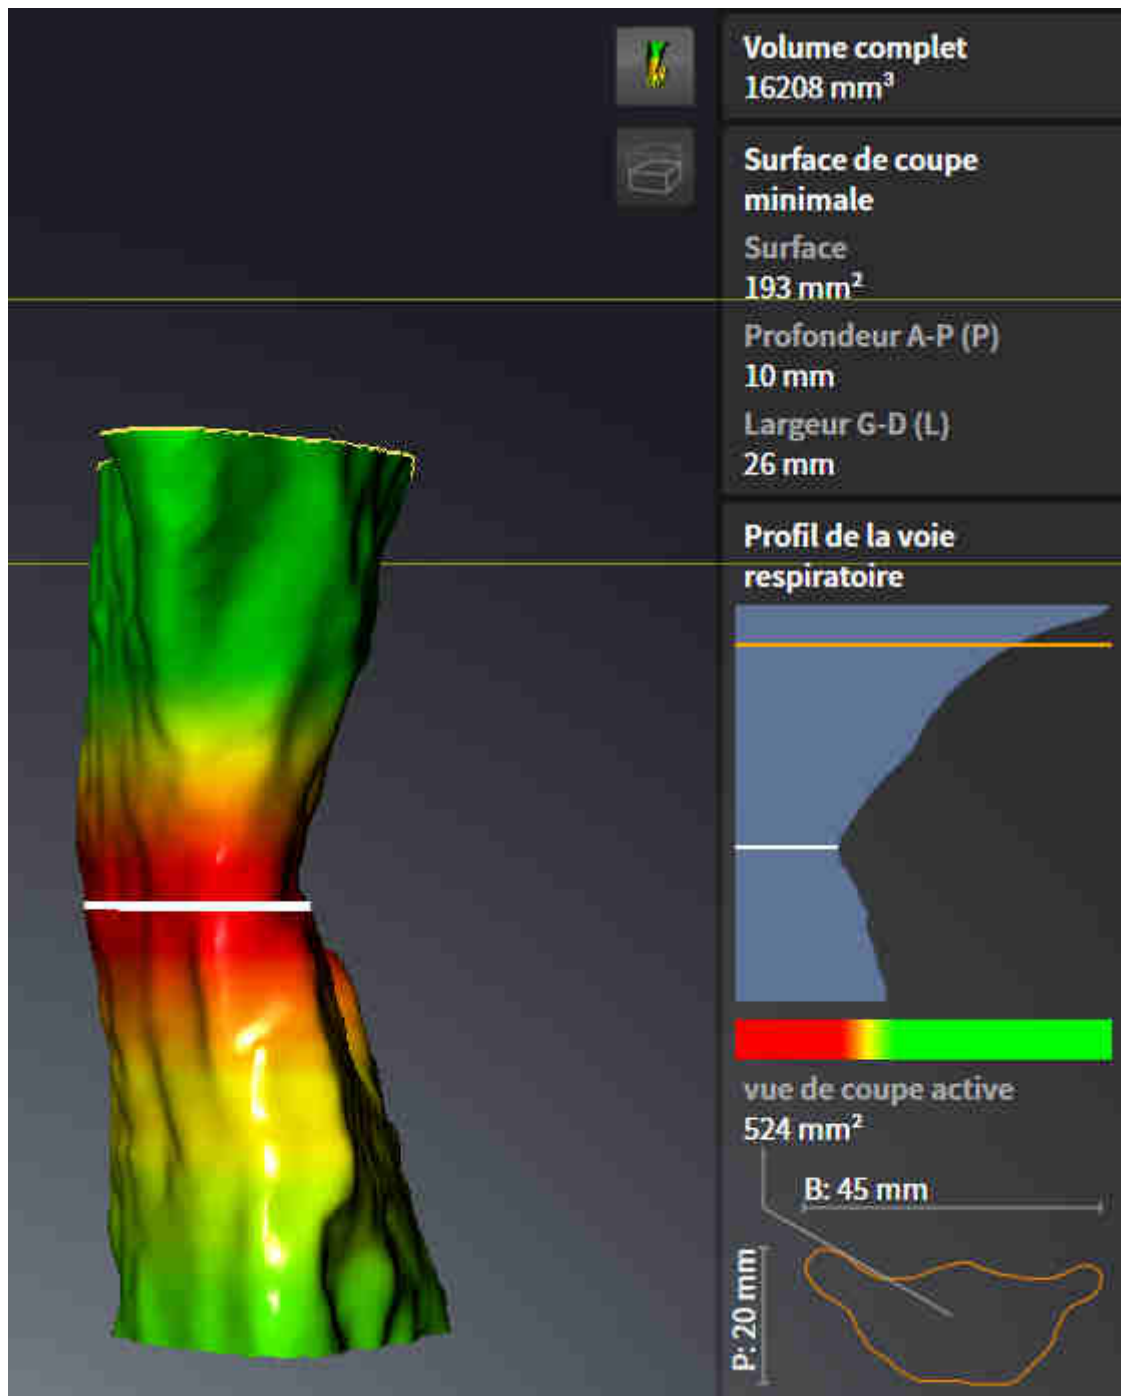 Volume complet
16208 mm³
Surface de coupe
minimale
Surface
193 mm²
Profondeur A-P (P)
10 mm
Largeur G-D (L)
26 mm
Profil de la voie
respiratoire
vue de coupe active
524 mm²
B: 45 mm
P: 20 mm